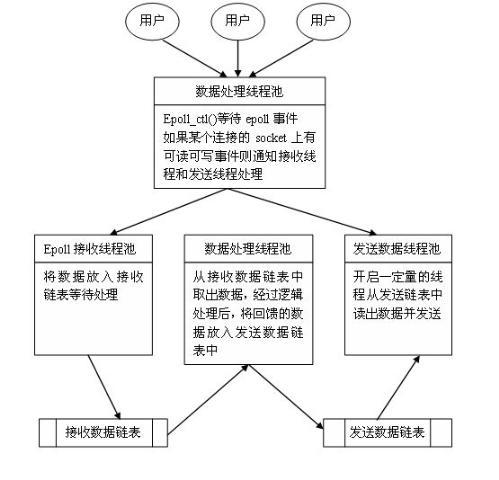 用户
用户
用户
数据处理线程池
Epoll_ctl()等待 epoll 事件
如果某个连接的 socket 上有
可读可写事件则通知接收线
程和发送线程处理
Epoll 接收线程池
将数据放入接收
链表等待处理
数据处理线程池
从接收数据链表中
取出数据，经过逻辑
处理后，将回馈的数
据放入发送数据链
表中
发送数据线程池
开启一定量的线
程从发送链表中
读出数据并发送
接收数据链表
发送数据链表